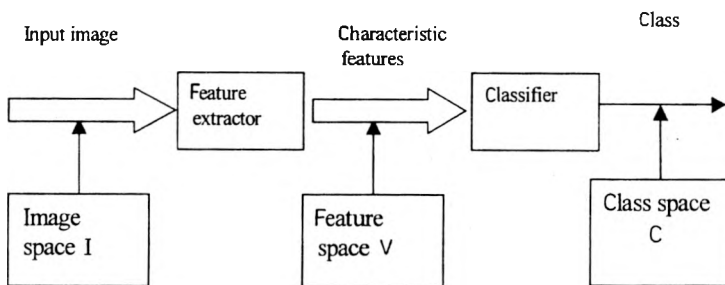 Input image
Characteristic
features
Class
Feature
extractor
Classifier
Image
space I
Feature
space V
Class space
C